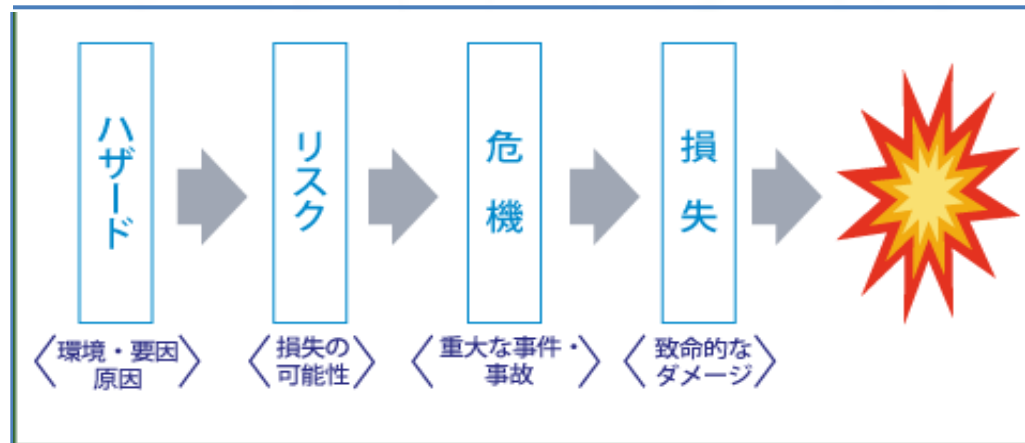 ハザード
リスク
危機
損失
〈環境・要因
原因〉
〈損失の
可能性〉
〈重大な事件・
事故〉
〈致命的な
ダメージ〉